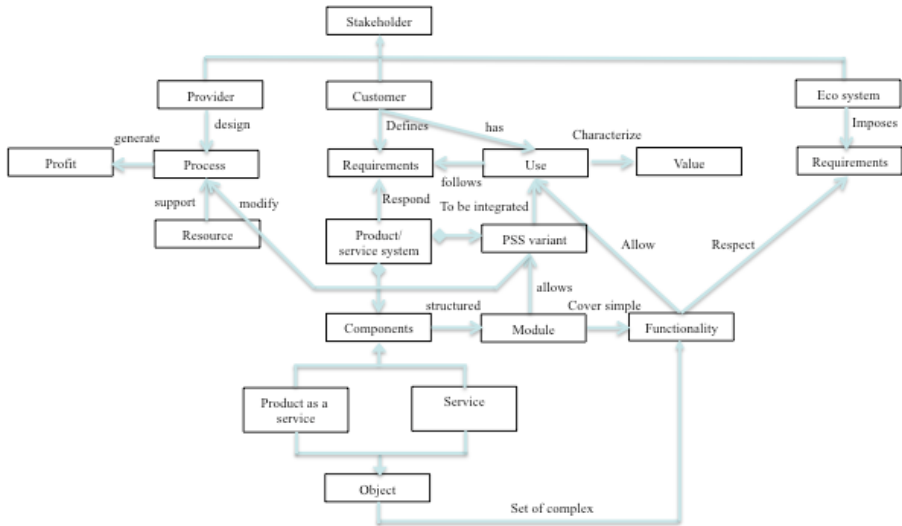 Stakeholder
Provider
Customer
Eco system
design
Defines
has
Imposes
generate
Characterize
Profit
Process
Requirements
Use
Value
Requirements
follows
support
modify
Respond
To be integrated
Resource
Product/
service system
PSS variant
Allow
Respect
allows
structured
Cover simple
Components
Module
Functionality
Product as a
service
Service
Object
Set of complex